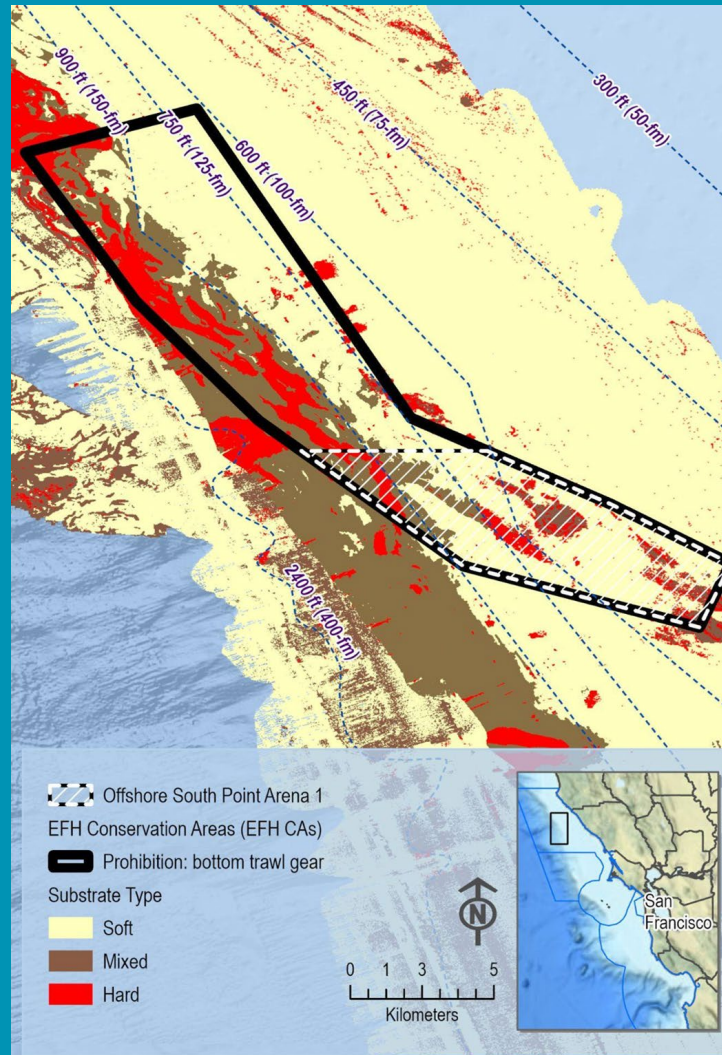 900 ft (150-fm)
750 ft (125-fm)
600 ft (100-fm)
450 ft (75-fm)
300 ft (50-fm)
2400 ft (400-fm)
Offshore South Point Arena 1
EFH Conservation Areas (EFH CAs)
Prohibition: bottom trawl gear
Substrate Type
Soft
Mixed
Hard
N
0 1 3 5
Kilometers
San
Francisco